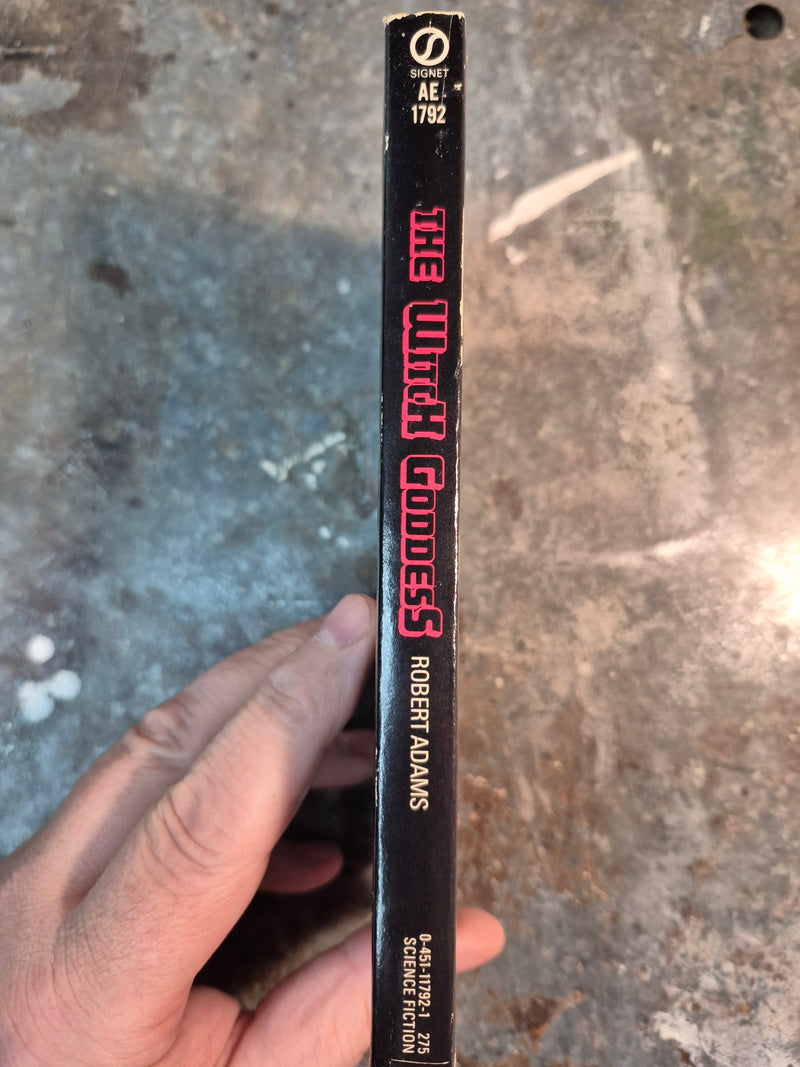 SIGNET
AE
1792
THE WITCH GODDESS
ROBERT ADAMS
0-451-11792-1 275
SCIENCE FICTION